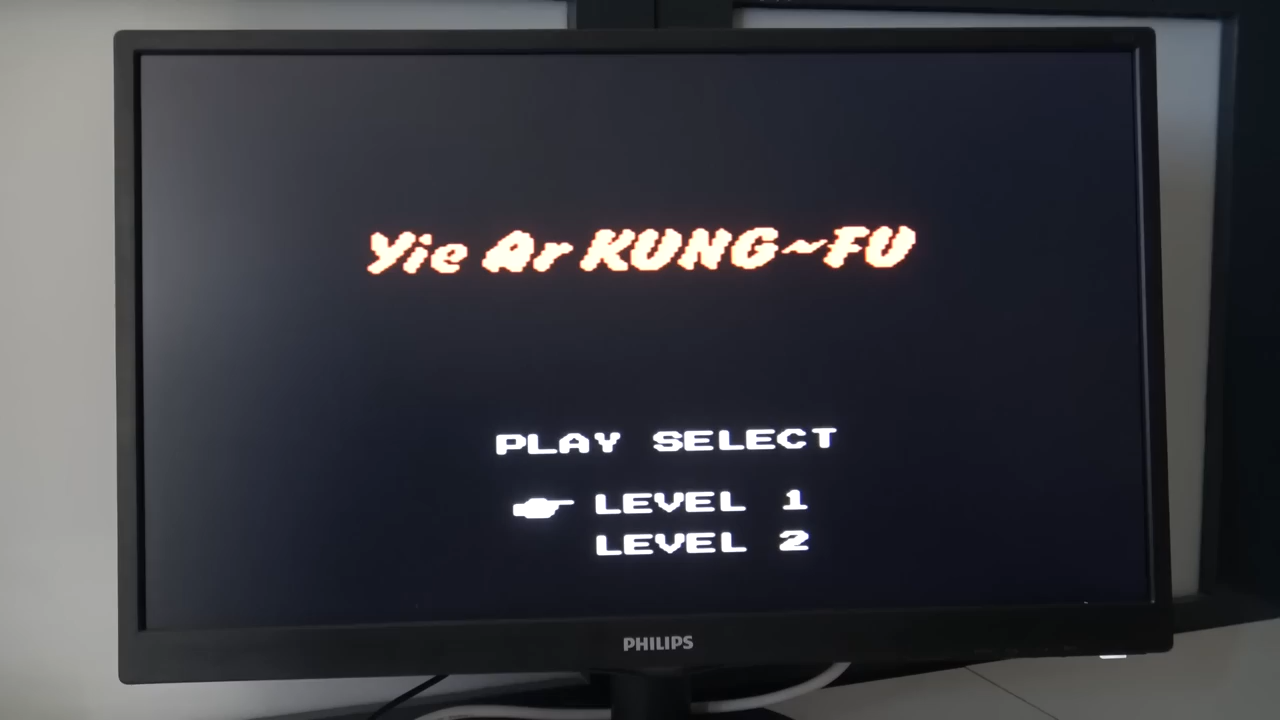 Yie Ar KUNG~FU
PLAY SELECT
LEVEL 1
LEVEL 2
PHILIPS